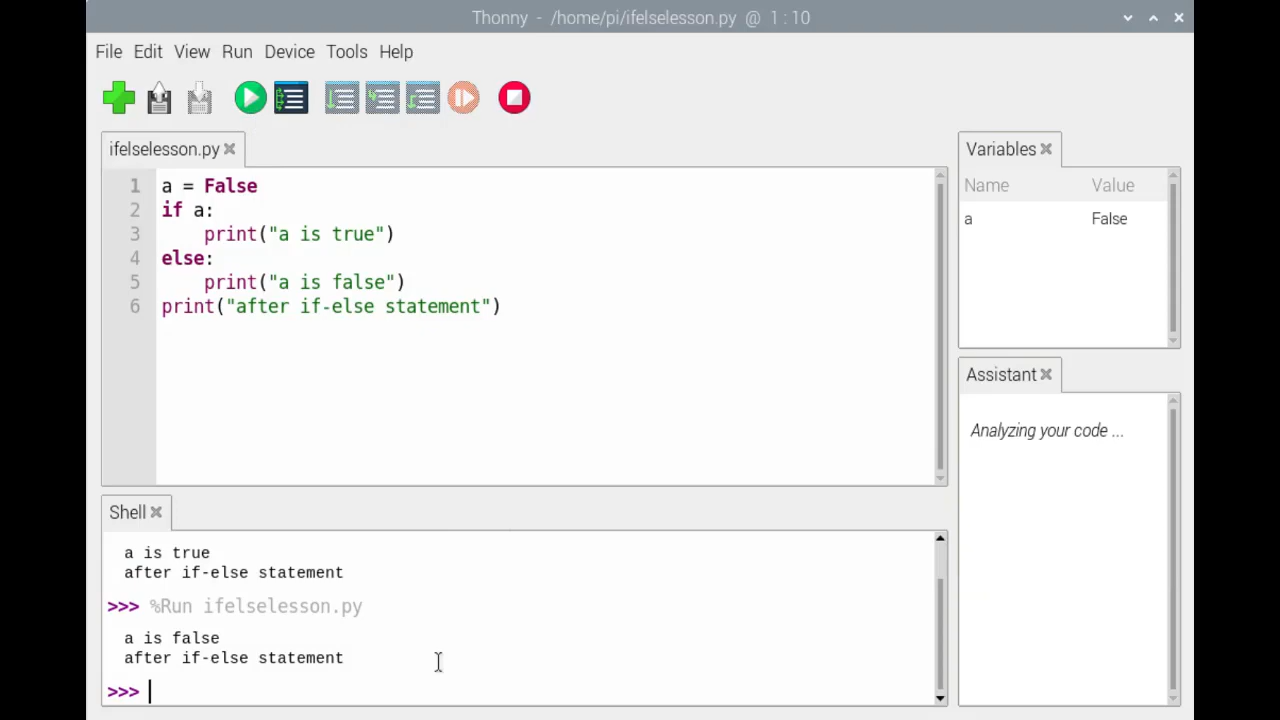 Thonny - /home/pi/ifelselesson.py @ 1:10
File Edit View Run Device Tools Help
ifelselesson.py
1 a = False
2 if a:
3     print("a is true")
4 else:
5     print("a is false")
6 print("after if-else statement")
Variables
Name Value
a False
Assistant
Analyzing your code ...
Shell
a is true
after if-else statement
>>> %Run ifelselesson.py
a is false
after if-else statement
>>>